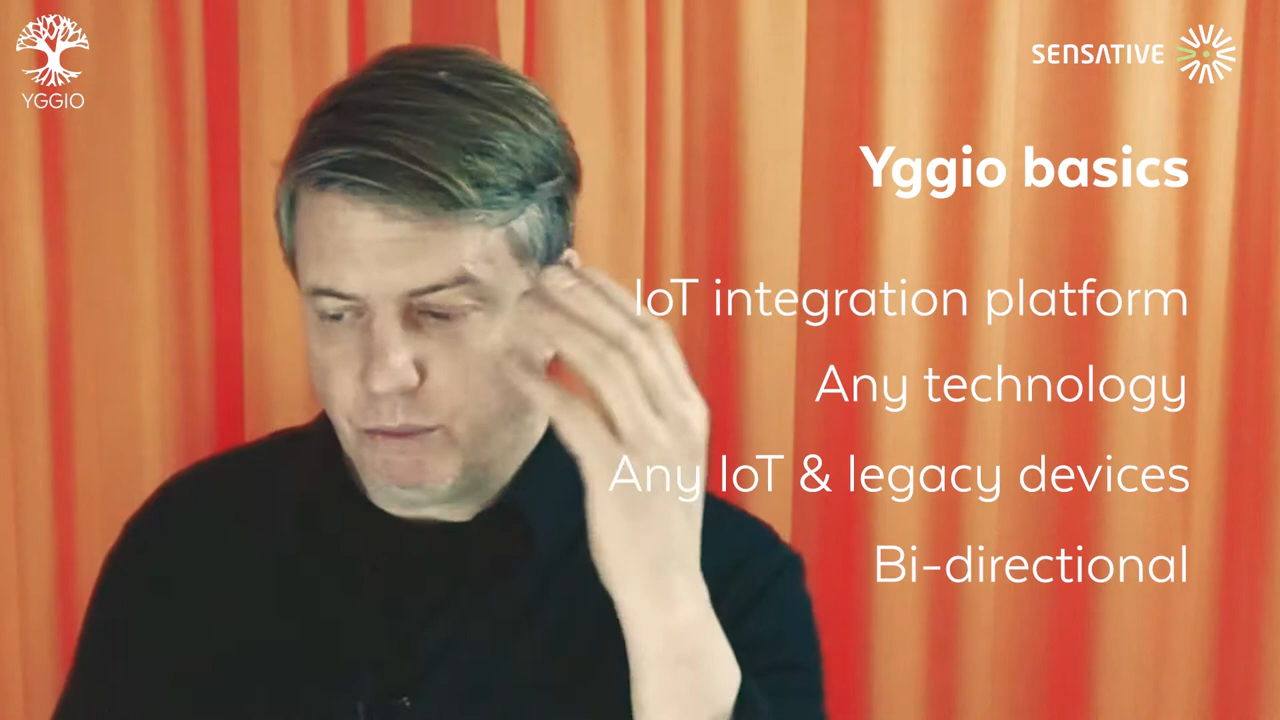 YGGIO
SENSATIVE
Yggio basics
IoT integration platform
Any technology
Any IoT & legacy devices
Bi-directional